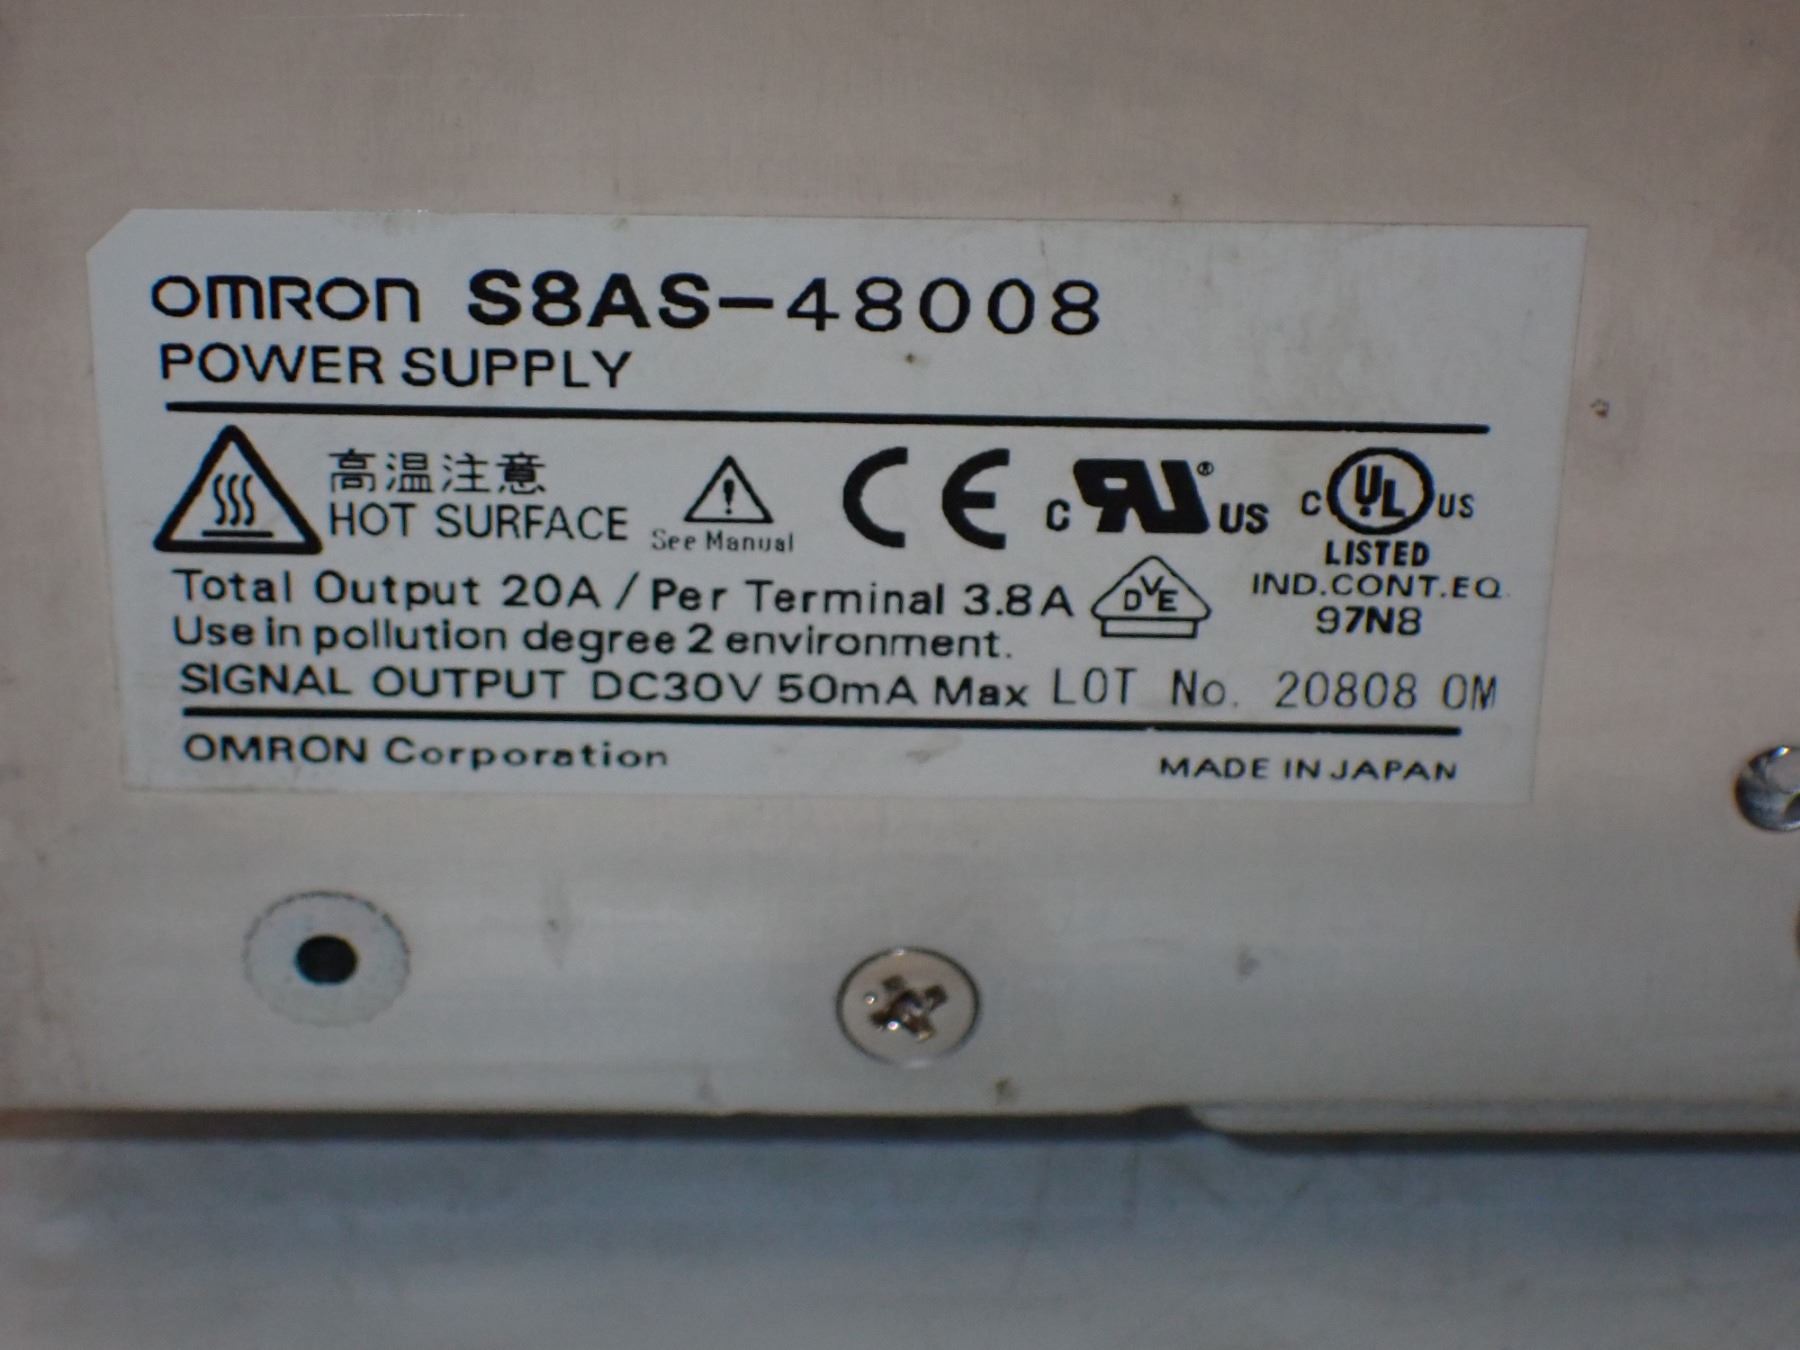 OMRON S8AS-48008
POWER SUPPLY
高温注意
HOT SURFACE
See Manual
CE
c RU® US
C UL US
LISTED
IND.CONT.EQ.
97N8
Total Output 20A / Per Terminal 3.8A
DVE
Use in pollution degree 2 environment.
SIGNAL OUTPUT DC30V 50mA Max LOT No. 20808 0M
OMRON Corporation
MADE IN JAPAN